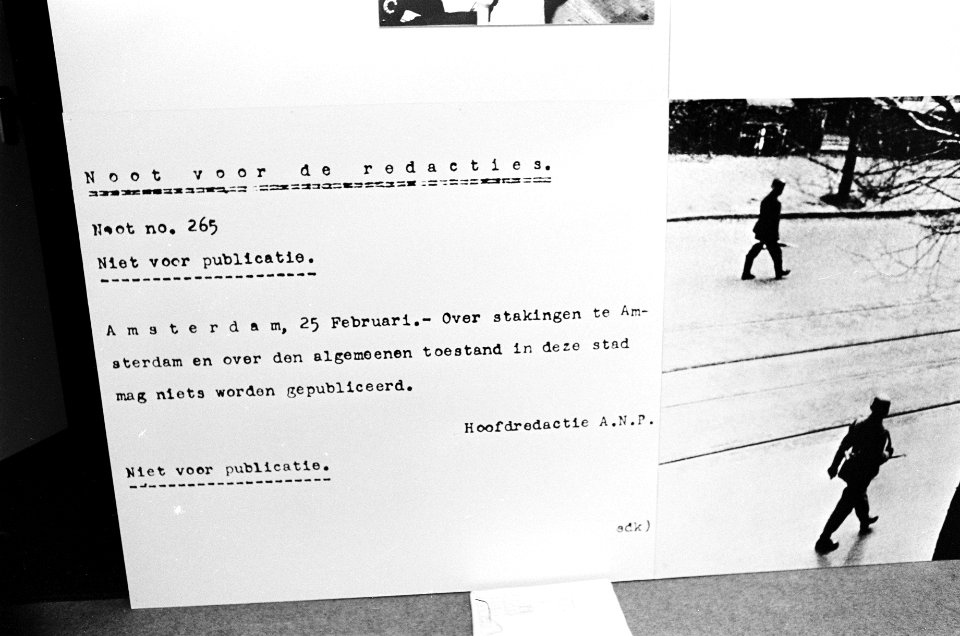 Noot voor de redacties.
Noot no. 265
Niet voor publicatie.
Amsterdam, 25 Februari.- Over stakingen te Am-
sterdam en over den algemeenen toestand in deze stad
mag niets worden gepubliceerd.
Hoofdredactie A.N.P.
Niet voor publicatie.
sdk)